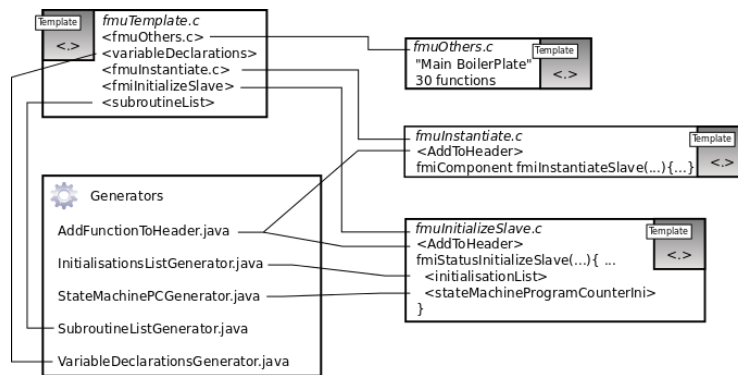 Template
<.>
fmuTemplate.c
<fmuOthers.c>
<variableDeclarations>
<fmuInstantiate.c>
<fmiInitializeSlave>
<subroutineList>
fmuOthers.c
"Main BoilerPlate"
30 functions
Template
<.>
fmuInstantiate.c
<AddToHeader>
fmiComponent fmiInstantiateSlave(...){...}
Template
<.>
Generators
AddFunctionToHeader.java
InitialisationsListGenerator.java
StateMachinePCGenerator.java
SubroutineListGenerator.java
VariableDeclarationsGenerator.java
fmuInitializeSlave.c
<AddToHeader>
fmiStatusInitializeSlave(...){ ...
<initialisationList>
<stateMachineProgramCounterIni>
}
Template
<.>